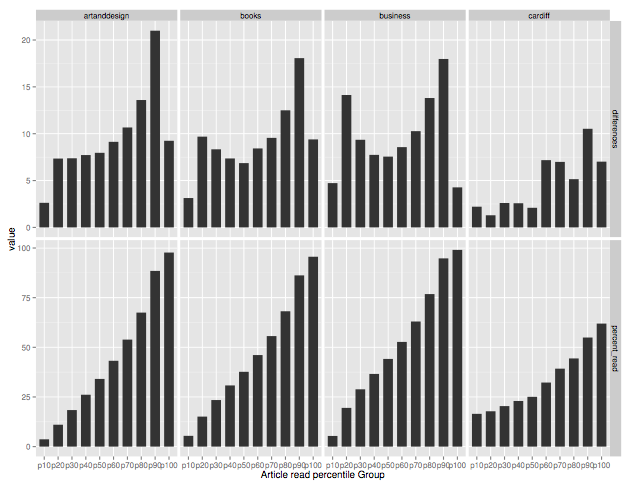 artanddesign books business cardiff
20
15
10
5
0
differences
value
100
75
50
25
0
percent_read
p10p20p30p40p50p60p70p80p90p100 p10p20p30p40p50p60p70p80p90p100 p10p20p30p40p50p60p70p80p90p100 p10p20p30p40p50p60p70p80p90p100
Article read percentile Group